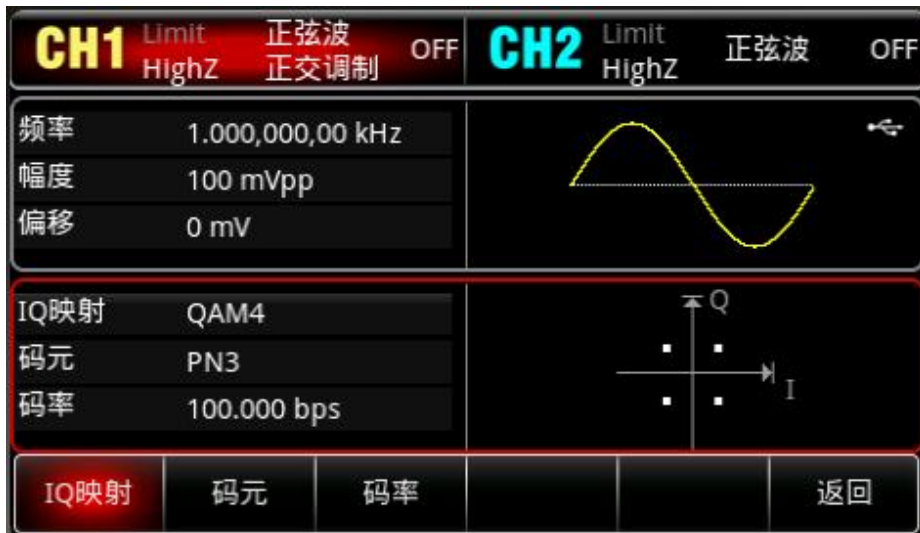 CH1 Limit 正弦波 OFF CH2 Limit 正弦波 OFF
HighZ 正交调制 HighZ
频率 1.000,000,00 kHz
幅度 100 mVpp
偏移 0 mV
IQ映射 QAM4 Q
码元 PN3 I
码率 100.000 bps
IQ映射 码元 码率 返回